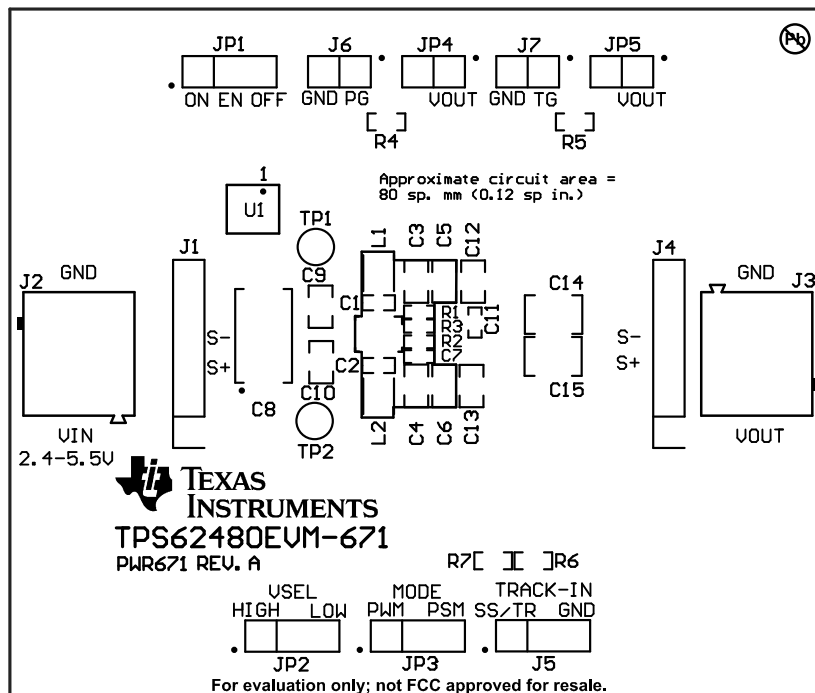 JP1 J6 JP4 J7 JP5
Pb
ON EN OFF GND PG VOUT GND TG VOUT
R4 R5
Approximate circuit area =
80 sp. mm (0.12 sp in.)
1
U1
TP1
L1 C3 C5 C12
J1 J4
J2 GND GND J3
C9 C14
C1 R1 C11
R3
S- R2 S-
S+ C2 C7 S+
C8 C10 C15
TP2 L2 C4 C6 C13
VIN VOUT
2.4-5.5V
TEXAS
INSTRUMENTS
TPS62480EVM-671
PWR671 REV. A
R7 R6
VSEL MODE TRACK-IN
HIGH LOW PWM PSM SS/TR GND
JP2 JP3 J5
For evaluation only; not FCC approved for resale.